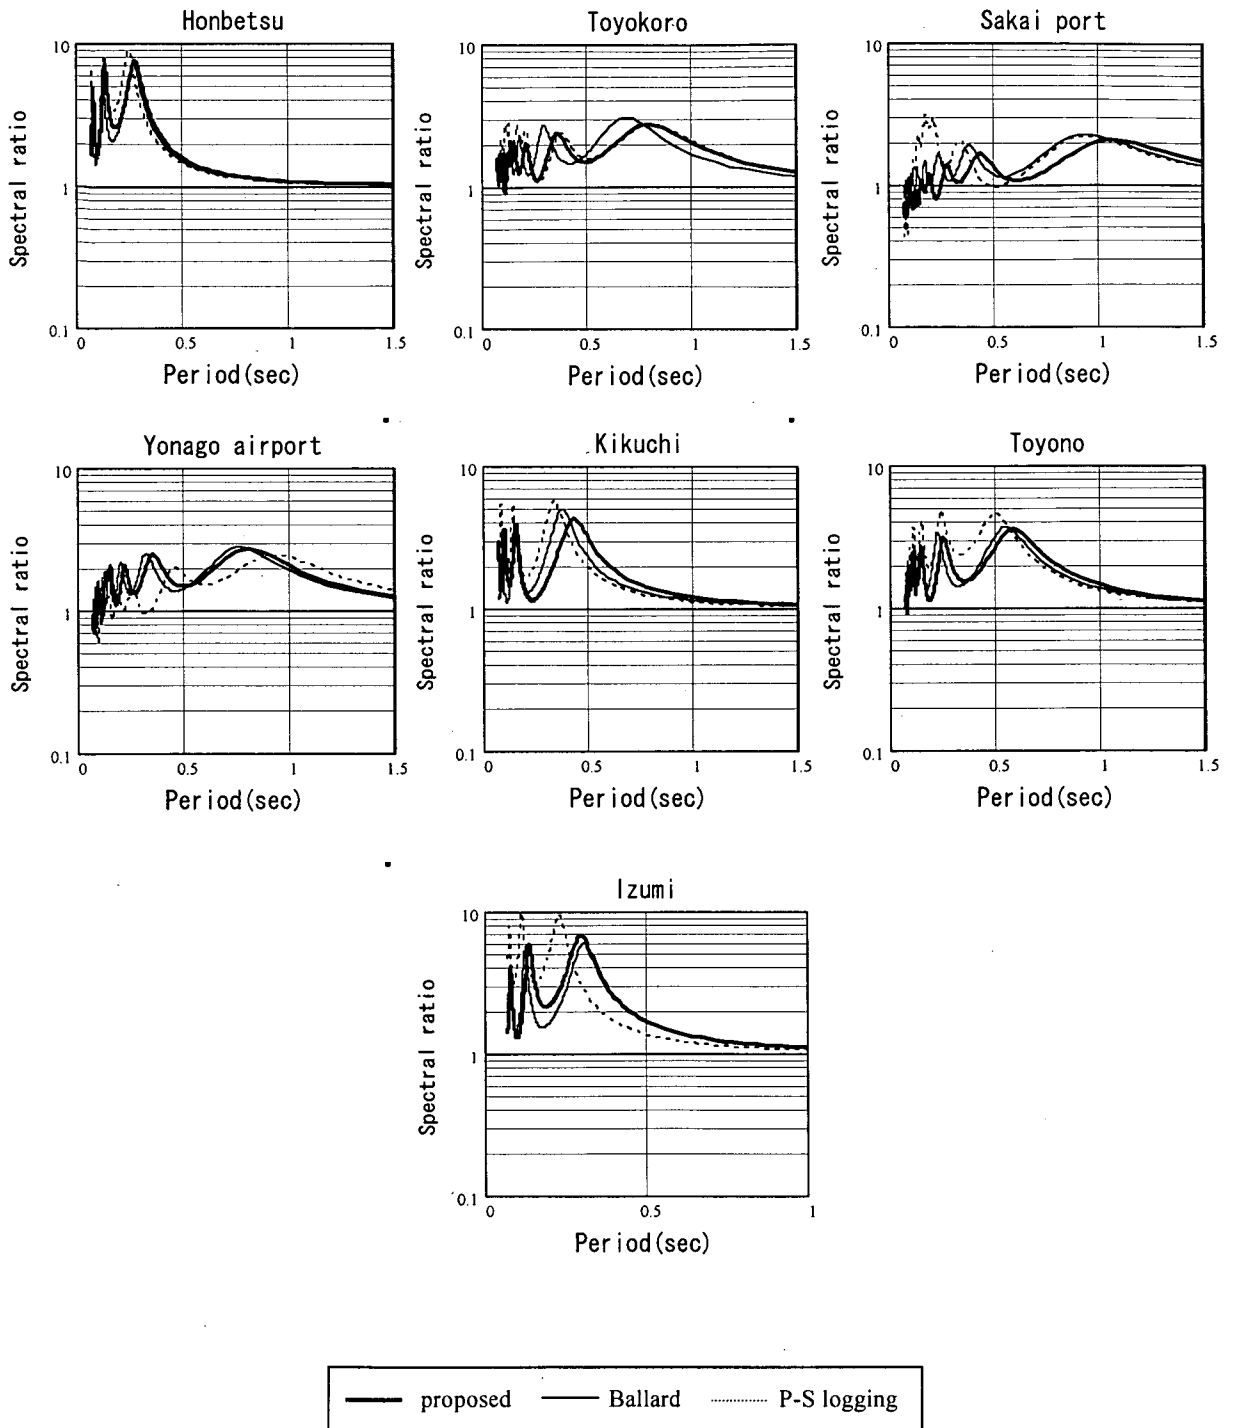 Honbetsu
10
1
0.1
0
0.5
1
1.5
Spectral ratio
Period(sec)
Toyokoro
10
1
0.1
0
0.5
1
1.5
Spectral ratio
Period(sec)
Sakai port
10
1
0.1
0
0.5
1
1.5
Spectral ratio
Period(sec)
Yonago airport
10
1
0.1
0
0.5
1
1.5
Spectral ratio
Period(sec)
Kikuchi
10
1
0.1
0
0.5
1
1.5
Spectral ratio
Period(sec)
Toyono
10
1
0.1
0
0.5
1
1.5
Spectral ratio
Period(sec)
Izumi
10
1
0.1
0
0.5
1
Spectral ratio
Period(sec)
proposed Ballard P-S logging